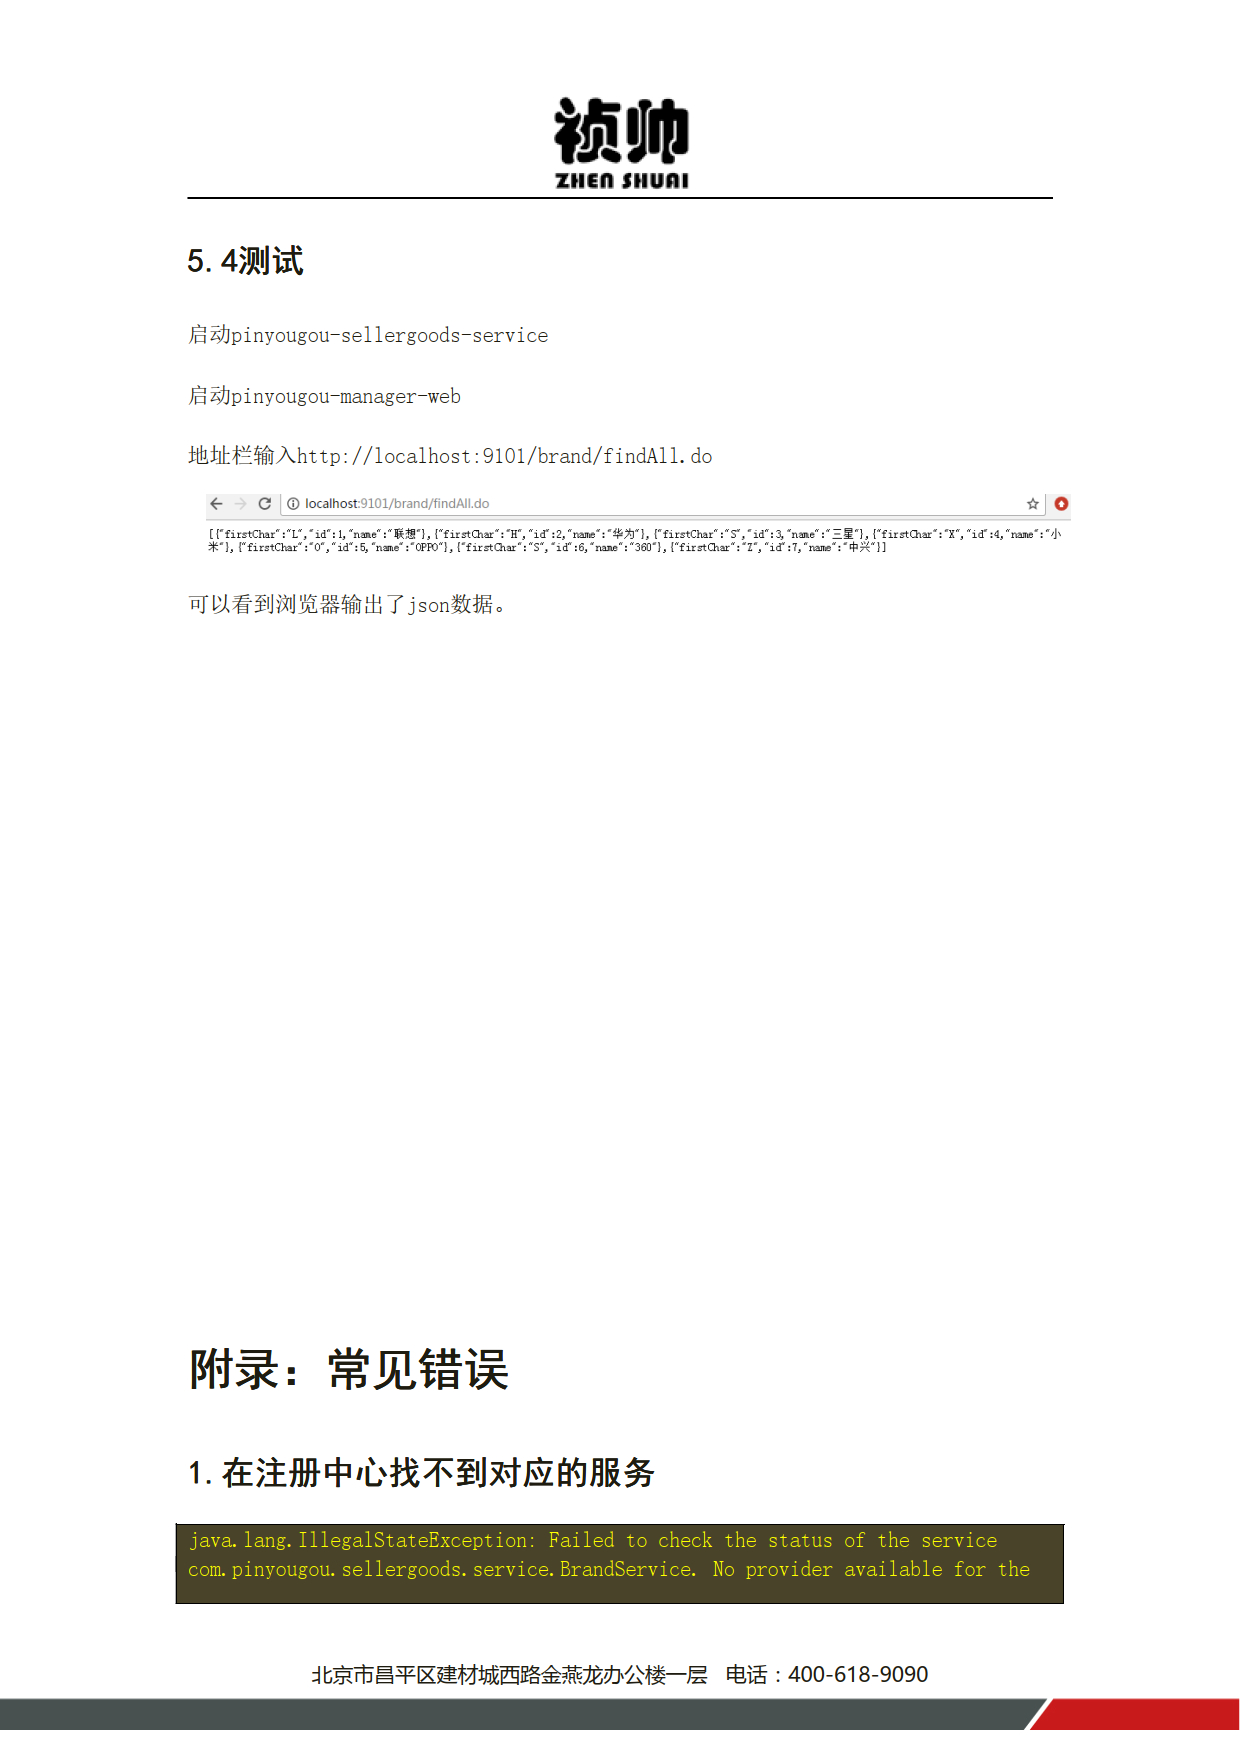 祯帅
ZHEN SHUAI
5.4测试
启动pinyougou-sellergoods-service
启动pinyougou-manager-web
地址栏输入http://localhost:9101/brand/findAll.do
localhost:9101/brand/findAll.do
[{"firstChar":"L","id":1,"name":"联想"},{"firstChar":"H","id":2,"name":"华为"},{"firstChar":"S","id":3,"name":"三星"},{"firstChar":"X","id":4,"name":"小
米"},{"firstChar":"O","id":5,"name":"OPPO"},{"firstChar":"S","id":6,"name":"360"},{"firstChar":"Z","id":7,"name":"中兴"}]
可以看到浏览器输出了json数据。
附录：常见错误
1.在注册中心找不到对应的服务
java.lang.IllegalStateException: Failed to check the status of the service
com.pinyougou.sellergoods.service.BrandService. No provider available for the
北京市昌平区建材城西路金燕龙办公楼一层 电话：400-618-9090